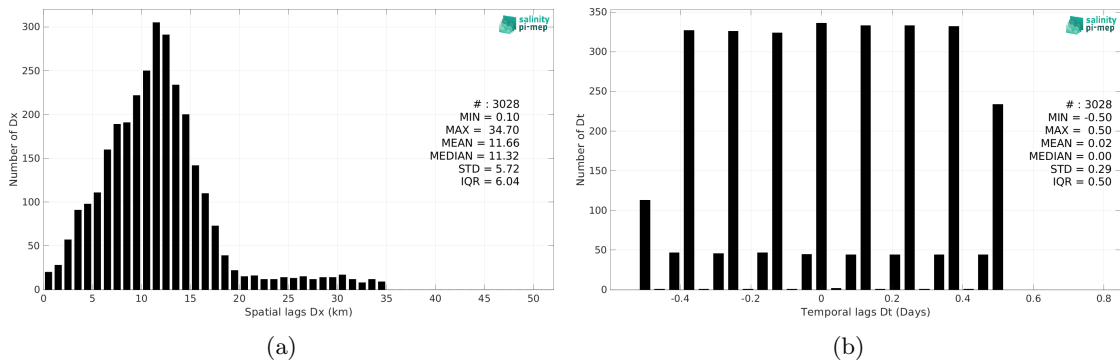 300
250
200
150
100
50
0
Number of Dx
0 5 10 15 20 25 30 35 40 45 50
Spatial lags Dx (km)
salinity
pi-mep
# : 3028
MIN = 0.10
MAX = 34.70
MEAN = 11.66
MEDIAN = 11.32
STD = 5.72
IQR = 6.04
(a)
350
300
250
200
150
100
50
0
Number of Dt
-0.4 -0.2 0 0.2 0.4 0.6 0.8
Temporal lags Dt (Days)
salinity
pi-mep
# : 3028
MIN = -0.50
MAX = 0.50
MEAN = 0.02
MEDIAN = 0.00
STD = 0.29
IQR = 0.50
(b)